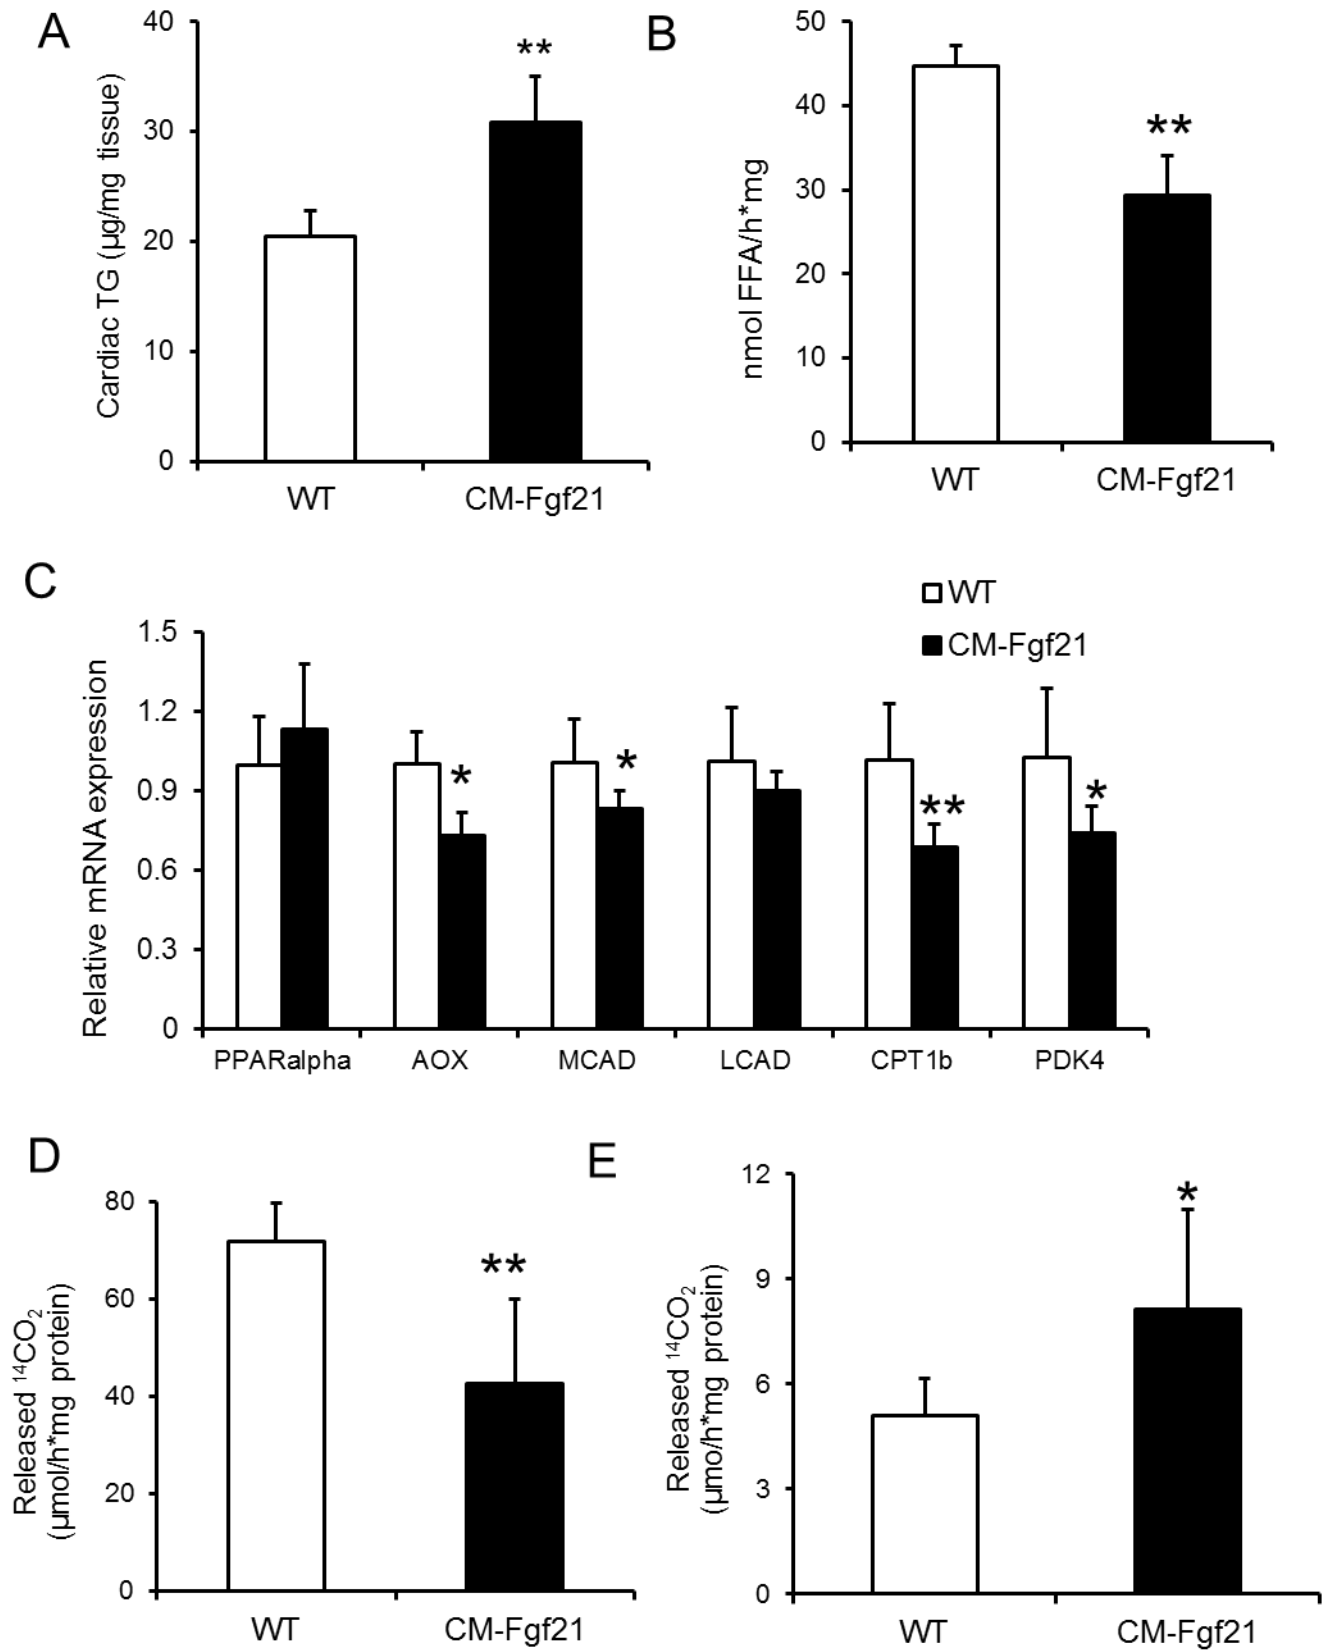 A
40
30
20
10
0
Cardiac TG (µg/mg tissue)
**
WT
CM-Fgf21
B
50
40
30
20
10
0
nmol FFA/h*mg
**
WT
CM-Fgf21
C
WT
CM-Fgf21
1.5
1.2
0.9
0.6
0.3
0
Relative mRNA expression
*
*
**
*
PPARalpha
AOX
MCAD
LCAD
CPT1b
PDK4
D
80
60
40
20
0
Released ¹⁴CO₂
(µmol/h*mg protein)
**
WT
CM-Fgf21
E
12
9
6
3
0
Released ¹⁴CO₂
(µmo/h*mg protein)
*
WT
CM-Fgf21